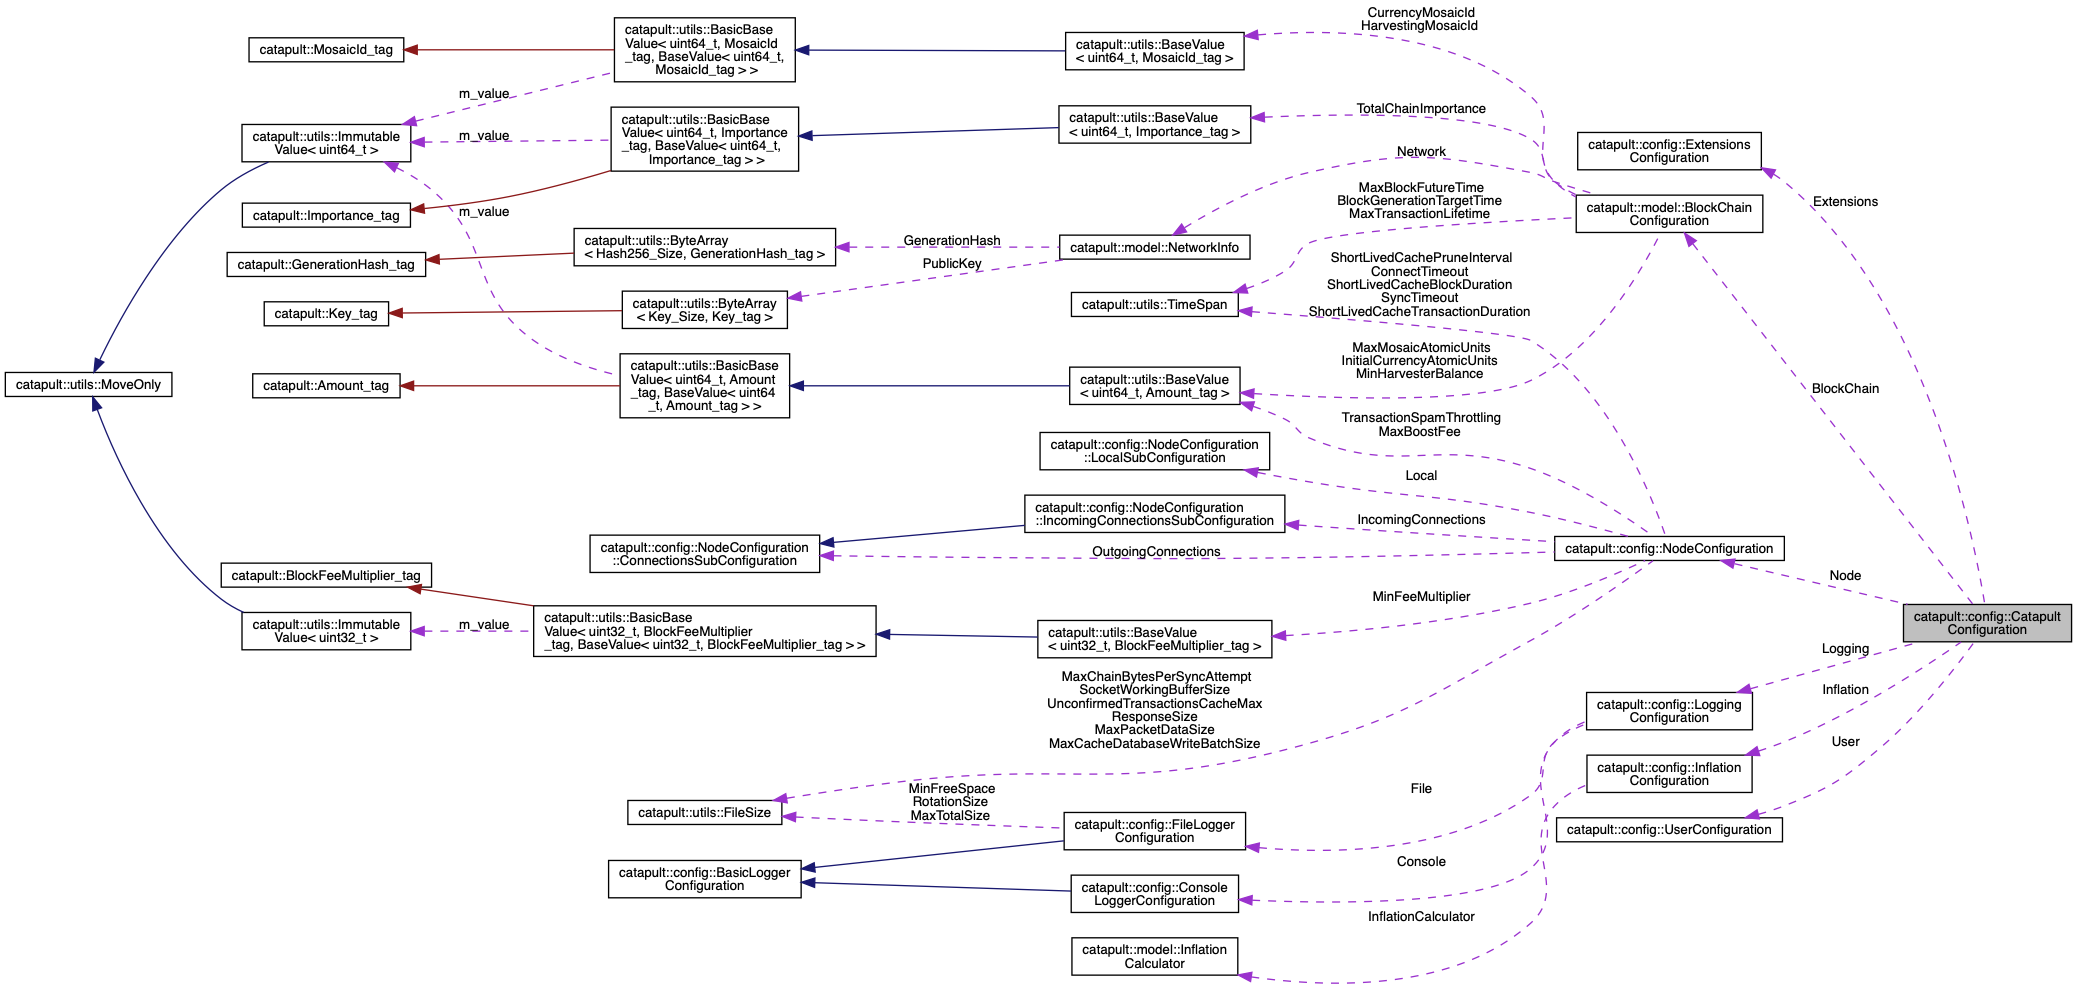 catapult::MosaicId_tag
catapult::utils::BasicBase
Value< uint64_t, MosaicId
_tag, BaseValue< uint64_t,
MosaicId_tag > >
catapult::utils::BaseValue
< uint64_t, MosaicId_tag >
CurrencyMosaicId
HarvestingMosaicId
m_value
catapult::utils::Immutable
Value< uint64_t >
m_value
catapult::utils::BasicBase
Value< uint64_t, Importance
_tag, BaseValue< uint64_t,
Importance_tag > >
catapult::utils::BaseValue
< uint64_t, Importance_tag >
TotalChainImportance
catapult::config::Extensions
Configuration
Network
catapult::Importance_tag
m_value
MaxBlockFutureTime
BlockGenerationTargetTime
MaxTransactionLifetime
catapult::model::BlockChain
Configuration
Extensions
catapult::GenerationHash_tag
catapult::utils::ByteArray
< Hash256_Size, GenerationHash_tag >
GenerationHash
catapult::model::NetworkInfo
PublicKey
ShortLivedCachePruneInterval
ConnectTimeout
ShortLivedCacheBlockDuration
SyncTimeout
ShortLivedCacheTransactionDuration
catapult::Key_tag
catapult::utils::ByteArray
< Key_Size, Key_tag >
catapult::utils::TimeSpan
catapult::utils::MoveOnly
catapult::Amount_tag
catapult::utils::BasicBase
Value< uint64_t, Amount
_tag, BaseValue< uint64
_t, Amount_tag > >
catapult::utils::BaseValue
< uint64_t, Amount_tag >
MaxMosaicAtomicUnits
InitialCurrencyAtomicUnits
MinHarvesterBalance
BlockChain
TransactionSpamThrottling
MaxBoostFee
catapult::config::NodeConfiguration
::LocalSubConfiguration
Local
catapult::config::NodeConfiguration
::IncomingConnectionsSubConfiguration
IncomingConnections
catapult::config::NodeConfiguration
::ConnectionsSubConfiguration
OutgoingConnections
catapult::config::NodeConfiguration
Node
catapult::BlockFeeMultiplier_tag
MinFeeMultiplier
catapult::utils::Immutable
Value< uint32_t >
m_value
catapult::utils::BasicBase
Value< uint32_t, BlockFeeMultiplier
_tag, BaseValue< uint32_t, BlockFeeMultiplier_tag > >
catapult::utils::BaseValue
< uint32_t, BlockFeeMultiplier_tag >
catapult::config::Catapult
Configuration
Logging
MaxChainBytesPerSyncAttempt
SocketWorkingBufferSize
UnconfirmedTransactionsCacheMax
ResponseSize
MaxPacketDataSize
MaxCacheDatabaseWriteBatchSize
catapult::config::Logging
Configuration
Inflation
User
catapult::config::Inflation
Configuration
catapult::utils::FileSize
MinFreeSpace
RotationSize
MaxTotalSize
File
catapult::config::FileLogger
Configuration
catapult::config::UserConfiguration
catapult::config::BasicLogger
Configuration
Console
catapult::config::Console
LoggerConfiguration
InflationCalculator
catapult::model::Inflation
Calculator